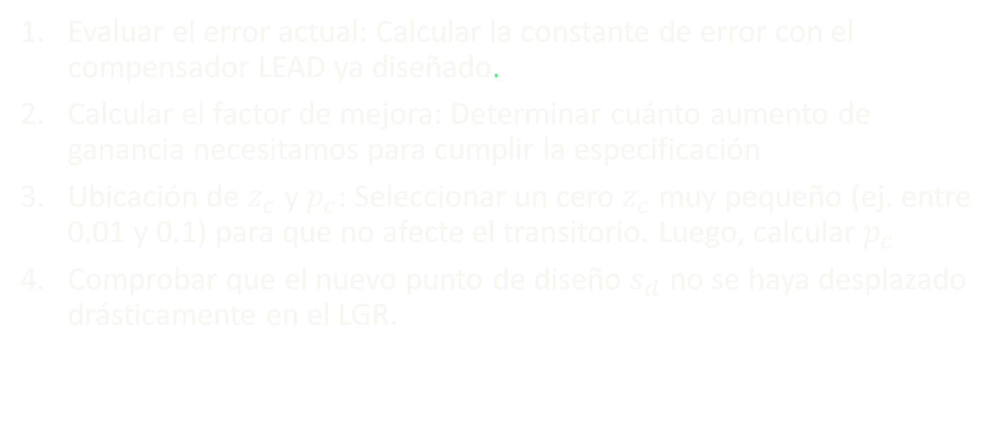 1. Evaluar el error actual: Calcular la constante de error con el
compensador LEAD ya diseñado.
2. Calcular el factor de mejora: Determinar cuánto aumento de
ganancia necesitamos para cumplir la especificación
3. Ubicación de z_c y p_c: Seleccionar un cero z_c muy pequeño (ej. entre
0.01 y 0.1) para que no afecte el transitorio. Luego, calcular p_c
4. Comprobar que el nuevo punto de diseño s_d no se haya desplazado
drásticamente en el LGR.